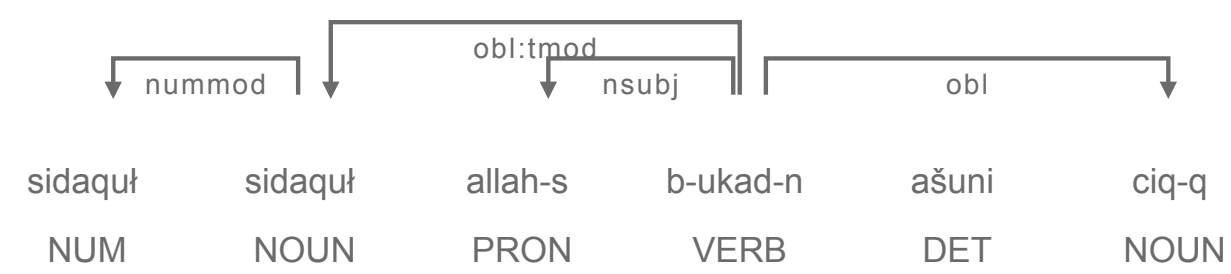 obl:tmod
nummod nsubj obl
sidaquł sidaquł allah-s b-ukad-n ašuni ciq-q
NUM NOUN PRON VERB DET NOUN